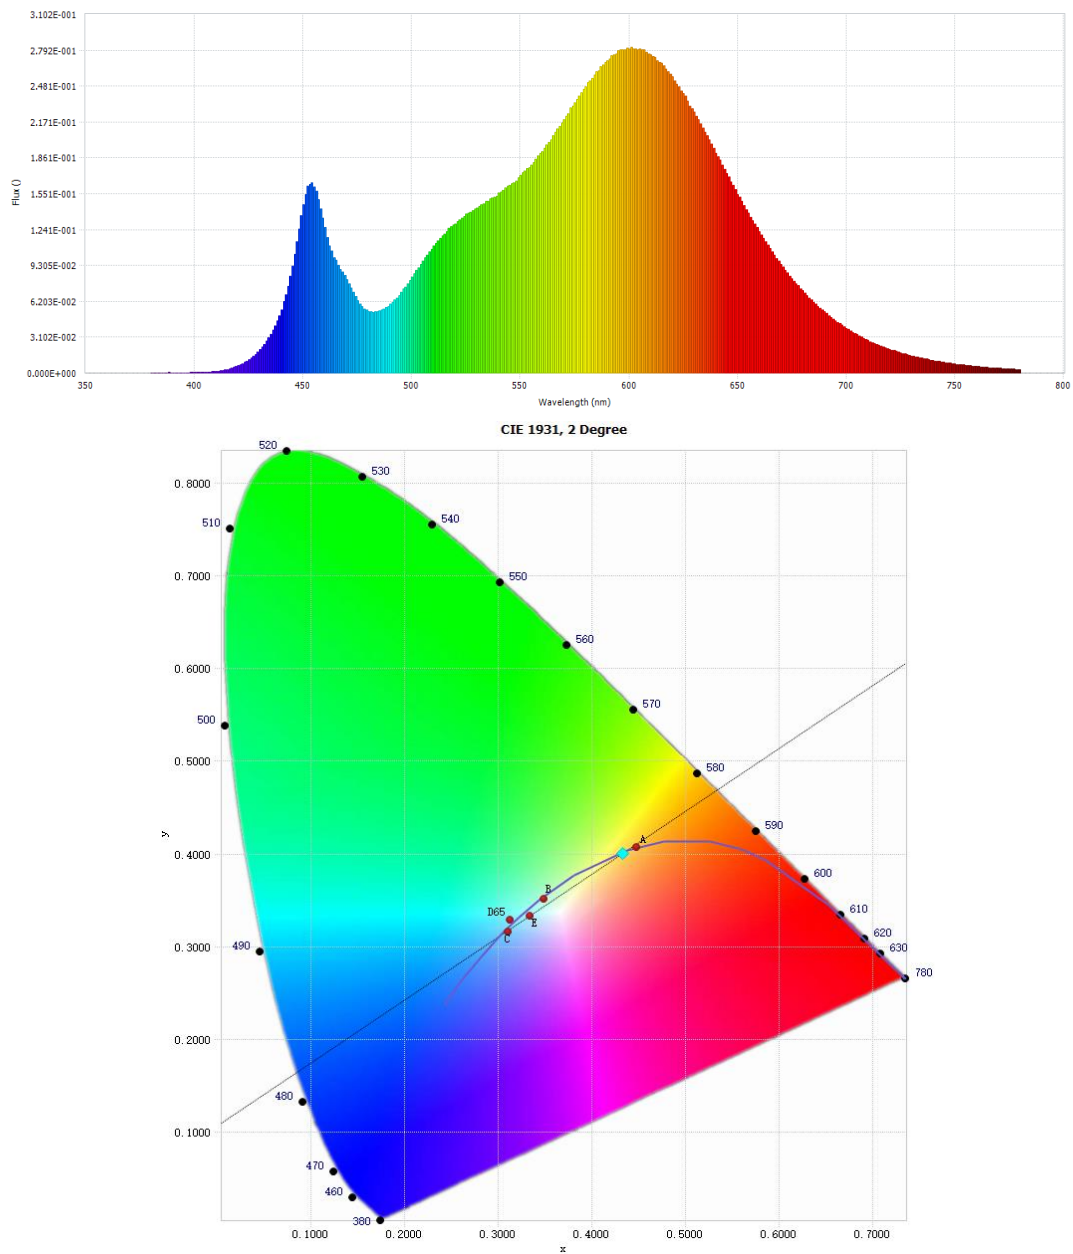 3.102E-001
2.792E-001
2.481E-001
2.171E-001
1.861E-001
1.551E-001
1.241E-001
9.305E-002
6.203E-002
3.102E-002
0.000E+000
Flux ()
350 400 450 500 550 600 650 700 750 800
Wavelength (nm)
CIE 1931, 2 Degree
520
530
540
510
550
560
570
500
580
590
600
610
620
630
780
490
480
470
460
380
A
B
D65
E
C
0.8000
0.7000
0.6000
0.5000
0.4000
0.3000
0.2000
0.1000
y
0.1000 0.2000 0.3000 0.4000 0.5000 0.6000 0.7000
x